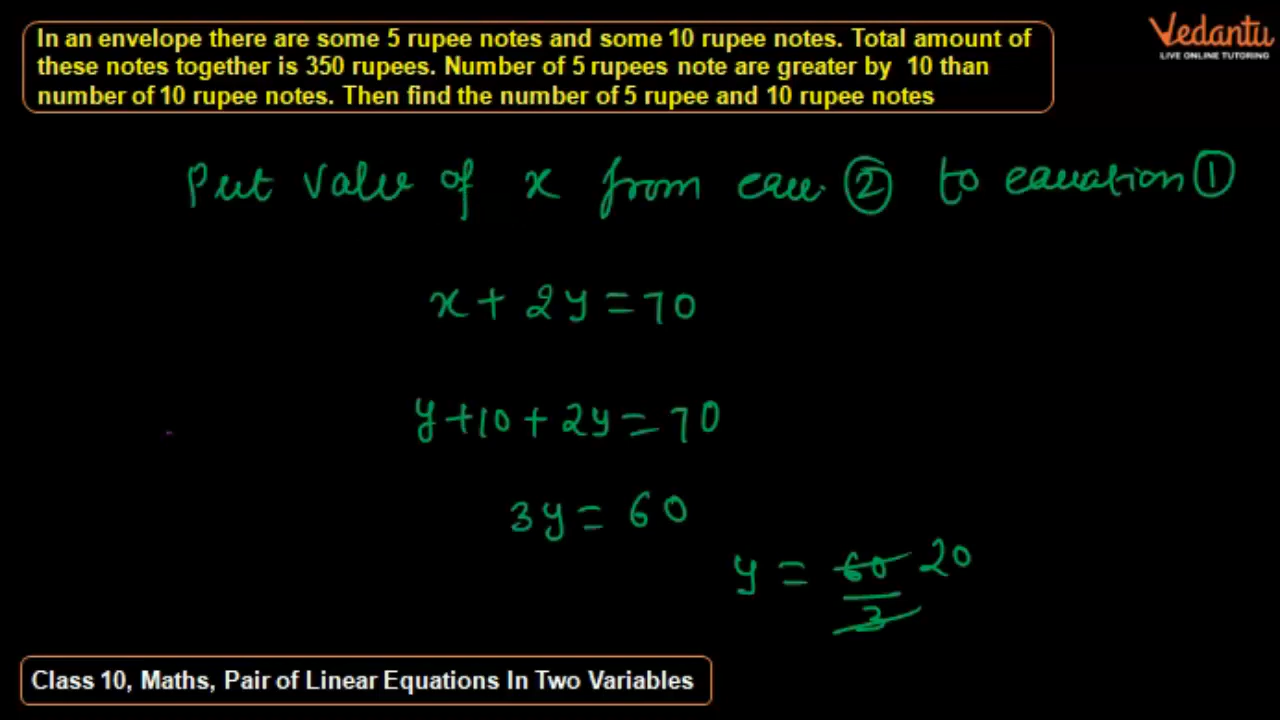 In an envelope there are some 5 rupee notes and some 10 rupee notes. Total amount of
these notes together is 350 rupees. Number of 5 rupees note are greater by 10 than
number of 10 rupee notes. Then find the number of 5 rupee and 10 rupee notes
Vedantu
LIVE ONLINE TUTORING
Put value of x from equ. ② to equation ①
x + 2y = 70
y + 10 + 2y = 70
3y = 60
y = 60/3 20
Class 10, Maths, Pair of Linear Equations In Two Variables